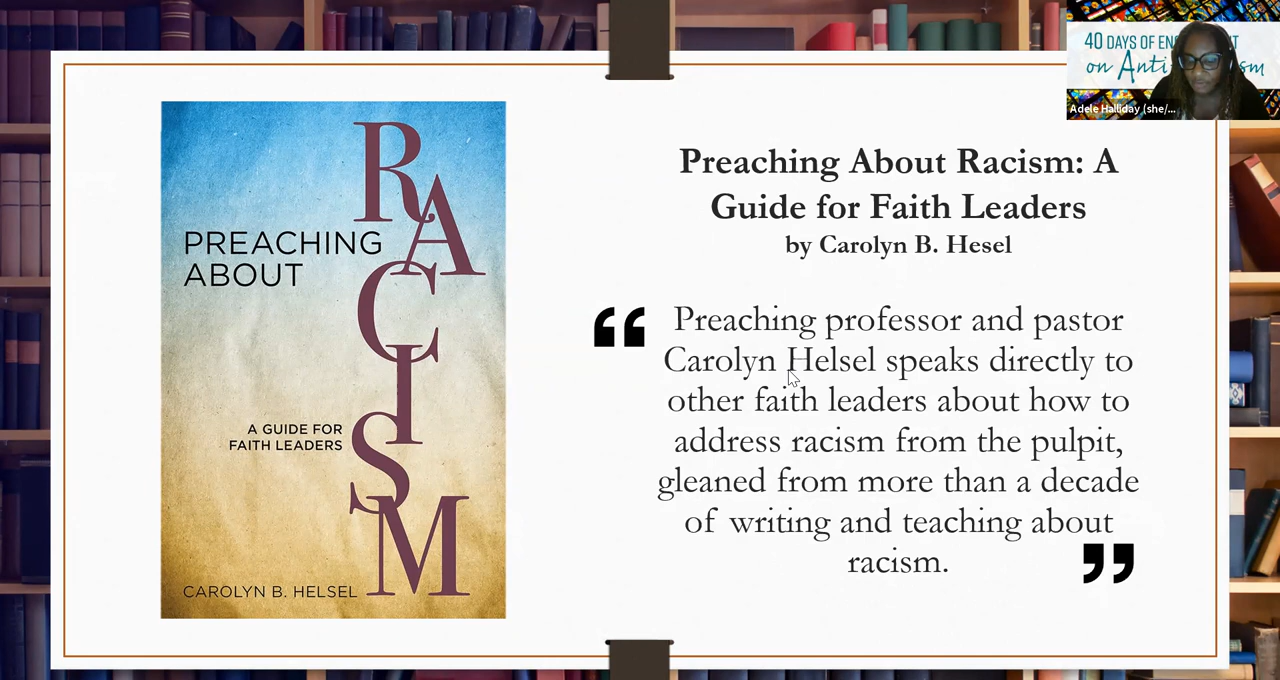 40 DAYS OF
on Anti
Adele Halliday (she/...
RACISM
PREACHING
ABOUT
A GUIDE FOR
FAITH LEADERS
CAROLYN B. HELSEL
Preaching About Racism: A
Guide for Faith Leaders
by Carolyn B. Hesel
“ Preaching professor and pastor
Carolyn Helsel speaks directly to
other faith leaders about how to
address racism from the pulpit,
gleaned from more than a decade
of writing and teaching about
racism. ”